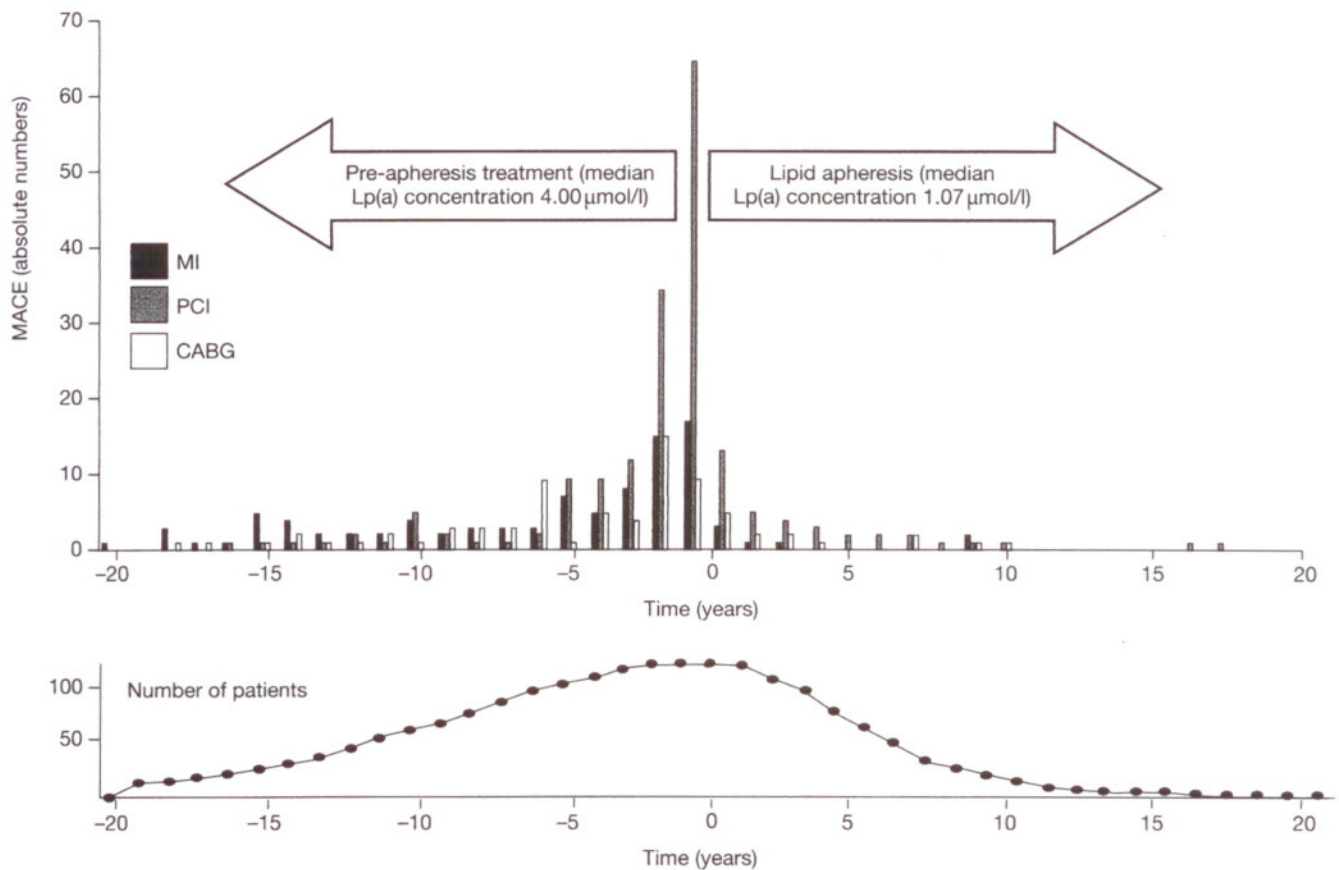 70
60
50
40
30
20
10
0
MACE (absolute numbers)
Pre-apheresis treatment (median
Lp(a) concentration 4.00 µmol/l)
Lipid apheresis (median
Lp(a) concentration 1.07 µmol/l)
MI
PCI
CABG
−20 −15 −10 −5 0 5 10 15 20
Time (years)
100
50
Number of patients
−20 −15 −10 −5 0 5 10 15 20
Time (years)